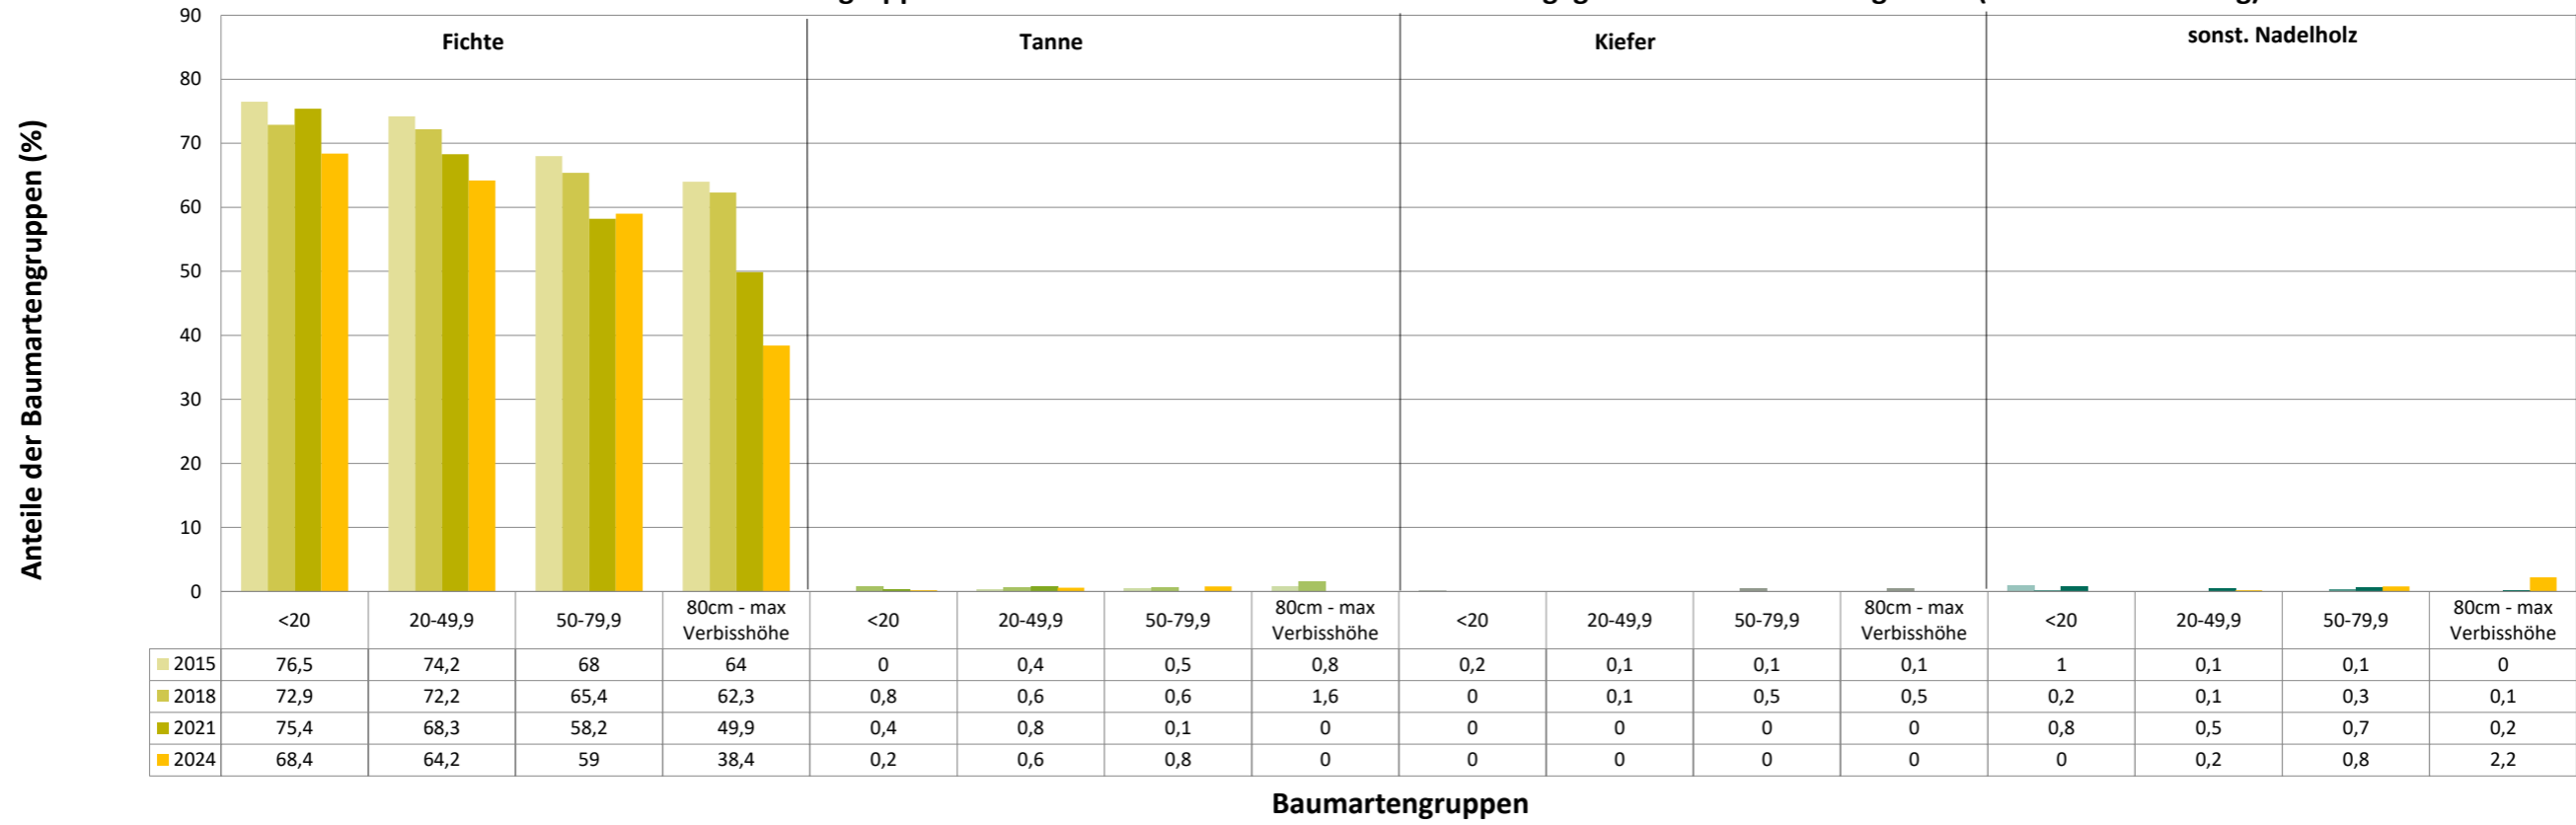 90
80
70
60
50
40
30
20
10
0
Anteile der Baumartengruppen (%)
Fichte Tanne Kiefer sonst. Nadelholz
<20 20-49,9 50-79,9 80cm - max Verbisshöhe <20 20-49,9 50-79,9 80cm - max Verbisshöhe <20 20-49,9 50-79,9 80cm - max Verbisshöhe <20 20-49,9 50-79,9 80cm - max Verbisshöhe
2015 76,5 74,2 68 64 0 0,4 0,5 0,8 0,2 0,1 0,1 0,1 1 0,1 0,1 0
2018 72,9 72,2 65,4 62,3 0,8 0,6 0,6 1,6 0 0,1 0,5 0,5 0,2 0,1 0,3 0,1
2021 75,4 68,3 58,2 49,9 0,4 0,8 0,1 0 0 0 0 0 0,8 0,5 0,7 0,2
2024 68,4 64,2 59 38,4 0,2 0,6 0,8 0 0 0 0 0 0 0,2 0,8 2,2
Baumartengruppen